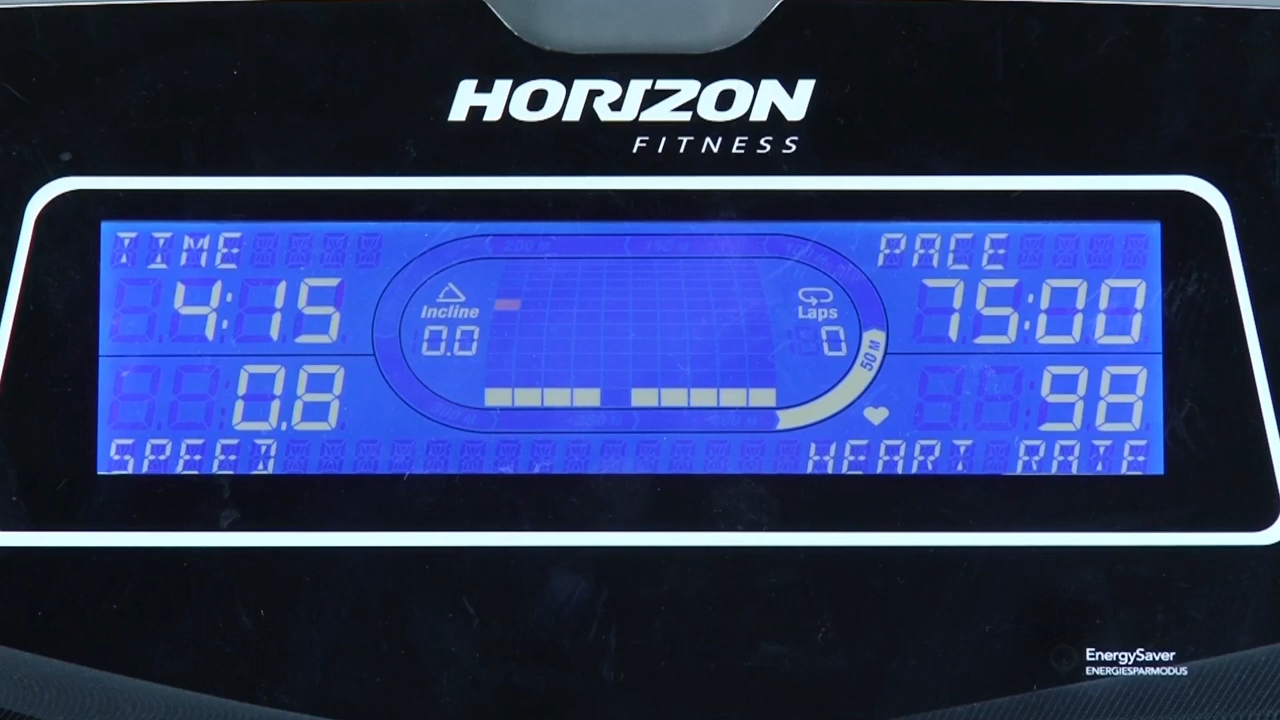 HORIZON
FITNESS
TIME
PACE
4:15
75:00
Incline
0.0
Laps
0
50 M
0.8
98
SPEED
HEART RATE
EnergySaver
ENERGIESPARMODUS